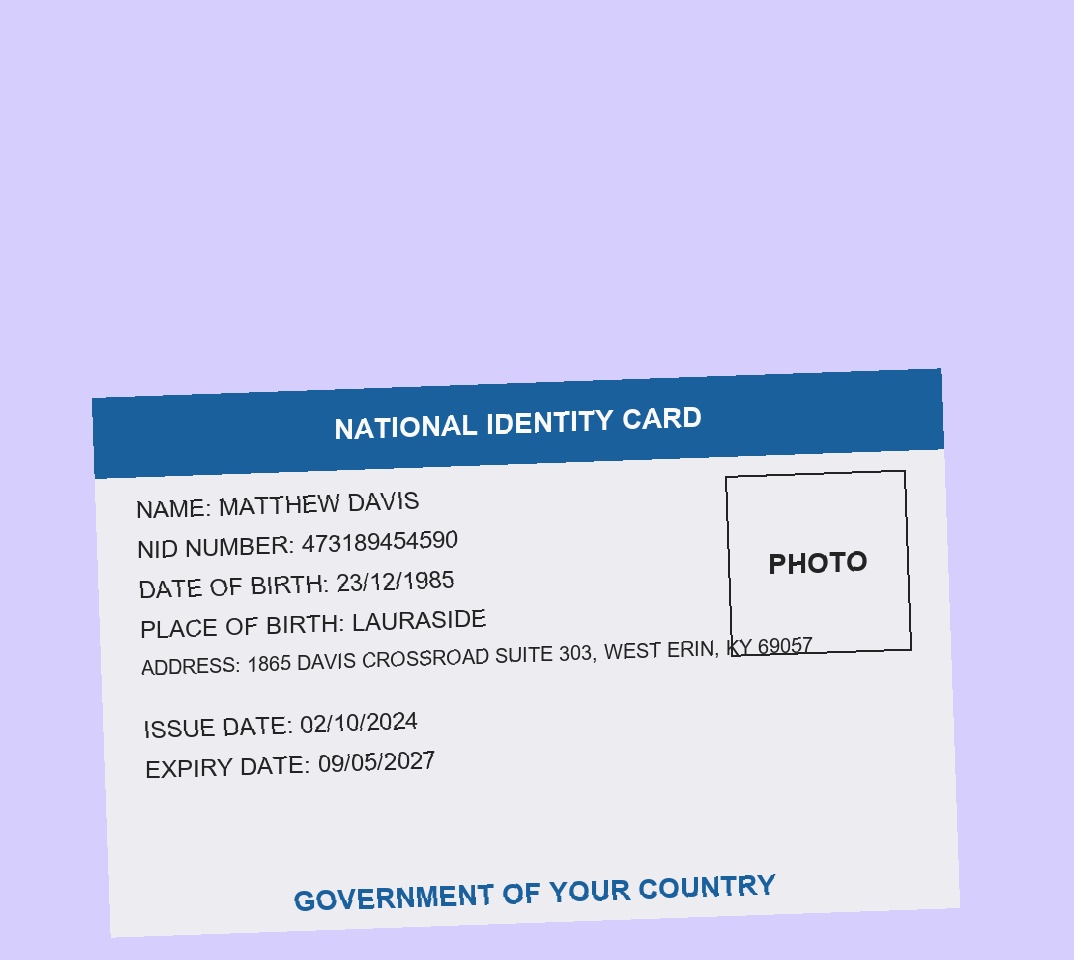 NATIONAL IDENTITY CARD
NAME: MATTHEW DAVIS
NID NUMBER: 473189454590
DATE OF BIRTH: 23/12/1985
PLACE OF BIRTH: LAURASIDE
ADDRESS: 1865 DAVIS CROSSROAD SUITE 303, WEST ERIN, KY 69057
PHOTO
ISSUE DATE: 02/10/2024
EXPIRY DATE: 09/05/2027
GOVERNMENT OF YOUR COUNTRY